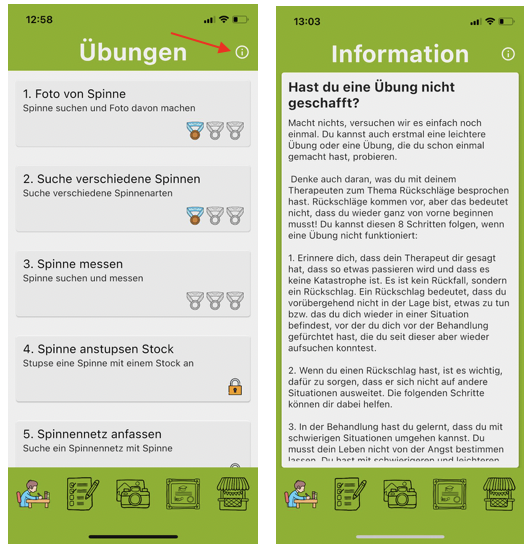 12:58
Übungen
1. Foto von Spinne
Spinne suchen und Foto davon machen
2. Suche verschiedene Spinnen
Suche verschiedene Spinnenarten
3. Spinne messen
Spinne suchen und messen
4. Spinne anstupsen Stock
Stupse eine Spinne mit einem Stock an
5. Spinnennetz anfassen
Suche ein Spinnennetz mit Spinne
13:03
Information
Hast du eine Übung nicht
geschafft?
Macht nichts, versuchen wir es einfach noch
einmal. Du kannst auch erstmal eine leichtere
Übung oder eine Übung, die du schon einmal
gemacht hast, probieren.
Denke auch daran, was du mit deinem
Therapeuten zum Thema Rückschläge besprochen
hast. Rückschläge kommen vor, aber das bedeutet
nicht, dass du wieder ganz von vorne beginnen
musst! Du kannst diesen 8 Schritten folgen, wenn
eine Übung nicht funktioniert:
1. Erinnere dich, dass dein Therapeut dir gesagt
hat, dass so etwas passieren wird und dass es
keine Katastrophe ist. Es ist kein Rückfall, sondern
ein Rückschlag. Ein Rückschlag bedeutet, dass du
vorübergehend nicht in der Lage bist, etwas zu tun
bzw. das du dich wieder in einer Situation
befindest, vor der du dich vor der Behandlung
gefürchtet hast, die du seit dieser aber wieder
aufsuchen konntest.
2. Wenn du einen Rückschlag hast, ist es wichtig,
dafür zu sorgen, dass er sich nicht auf andere
Situationen ausweitet. Die folgenden Schritte
können dir dabei helfen.
3. In der Behandlung hast du gelernt, dass du mit
schwierigen Situationen umgehen kannst. Du
musst dein Leben nicht von der Angst bestimmen
lassen. Du hast mit schwierigeren und leichteren